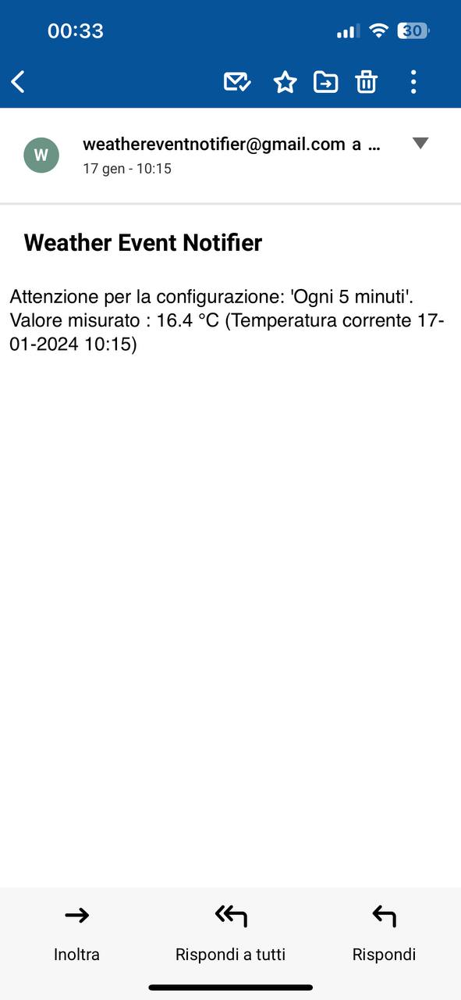 00:33
30
W
weathereventnotifier@gmail.com a ...
17 gen - 10:15
Weather Event Notifier
Attenzione per la configurazione: 'Ogni 5 minuti'.
Valore misurato : 16.4 °C (Temperatura corrente 17-
01-2024 10:15)
Inoltra
Rispondi a tutti
Rispondi